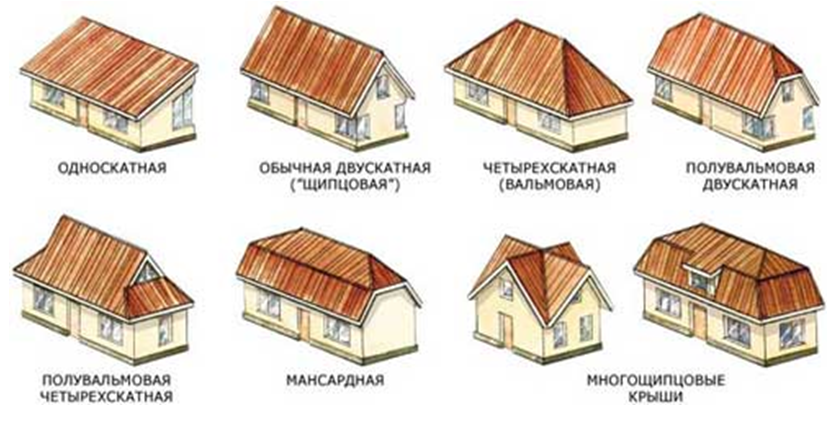 ОДНОСКАТНАЯ
ОБЫЧНАЯ ДВУСКАТНАЯ
("ЩИПЦОВАЯ")
ЧЕТЫРЕХСКАТНАЯ
(ВАЛЬМОВАЯ)
ПОЛУВАЛЬМОВАЯ
ДВУСКАТНАЯ
ПОЛУВАЛЬМОВАЯ
ЧЕТЫРЕХСКАТНАЯ
МАНСАРДНАЯ
МНОГОЩИПЦОВЫЕ
КРЫШИ